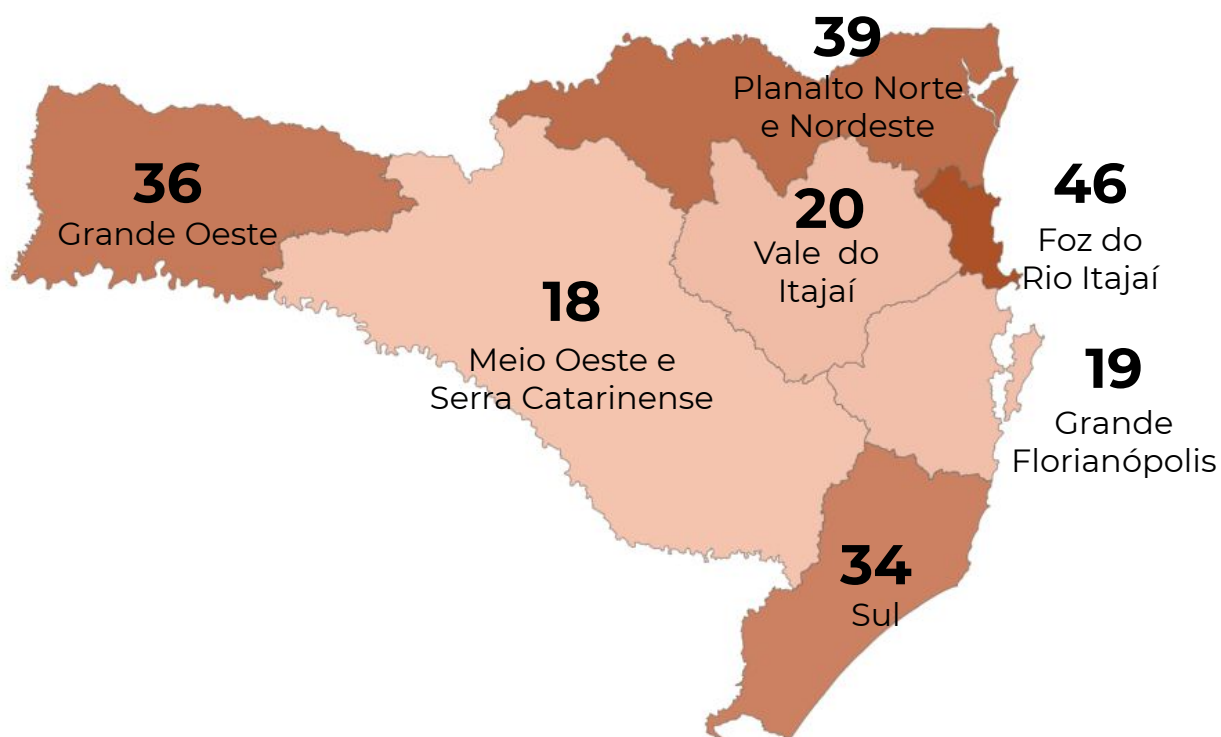 39
Planalto Norte
e Nordeste
36
Grande Oeste
20
Vale do
Itajaí
46
Foz do
Rio Itajaí
18
Meio Oeste e
Serra Catarinense
19
Grande
Florianópolis
34
Sul